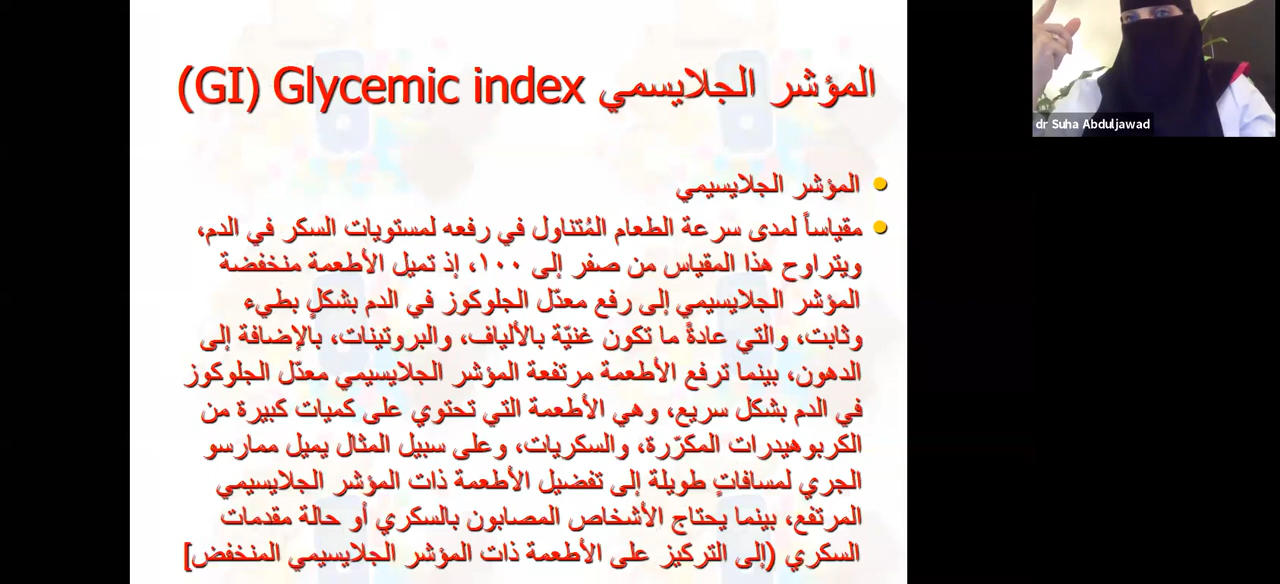 المؤشر الجلايسمي Glycemic index (GI)
المؤشر الجلايسيمي
مقياساً لمدى سرعة الطعام المُتناول في رفعه لمستويات السكر في الدم،
ويتراوح هذا المقياس من صفر إلى ١٠٠، إذ تميل الأطعمة منخفضة
المؤشر الجلايسيمي إلى رفع معدّل الجلوكوز في الدم بشكلٍ بطيء
وثابت، والتي عادةً ما تكون غنيّة بالألياف، والبروتينات، بالإضافة إلى
الدهون، بينما ترفع الأطعمة مرتفعة المؤشر الجلايسيمي معدّل الجلوكوز
في الدم بشكل سريع، وهي الأطعمة التي تحتوي على كميات كبيرة من
الكربوهيدرات المكرّرة، والسكريات، وعلى سبيل المثال يميل ممارسو
الجري لمسافاتٍ طويلة إلى تفضيل الأطعمة ذات المؤشر الجلايسيمي
المرتفع، بينما يحتاج الأشخاص المصابون بالسكري أو حالة مقدمات
السكري (إلى التركيز على الأطعمة ذات المؤشر الجلايسيمي المنخفض]
dr Suha Abduljawad